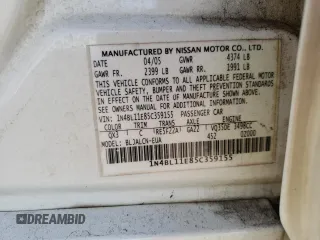 MANUFACTURED BY NISSAN MOTOR CO., LTD.
04/05 GVWR 4374 LB
GAWR FR. 2399 LB GAWR RR. 1991 LB
THIS VEHICLE CONFORMS TO ALL APPLICABLE FEDERAL
MOTOR VEHICLE SAFETY, BUMPER, AND THEFT
PREVENTION STANDARDS IN EFFECT ON THE DATE OF
MANUFACTURE SHOWN ABOVE.
SEE OWNERS MANUAL FOR ADDITIONAL INFORMATION
VIN: 1N4BL11E85C359155 PASSENGER CAR
COLOR TRIM TRANS AXLE ENGINE
QX3 C RE5F22A VQ35DE 3498CC
MODEL: BLJALCN-EUA 452
1N4BL11E85C359155
DREAMBID